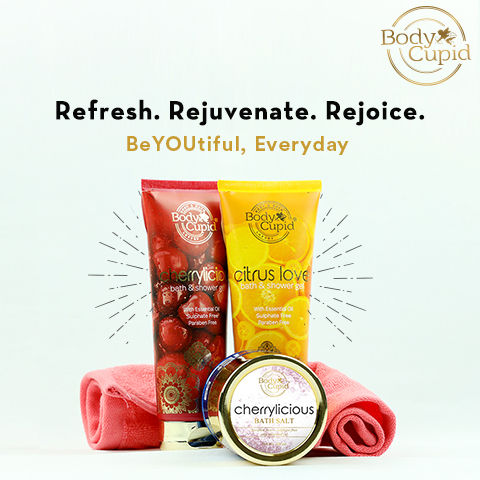 Body
Cupid
Refresh. Rejuvenate. Rejoice.
BeYOUtiful, Everyday
Body
Cupid
cherrylicio
bath & shower ge
With Essential Oil
Sulphate Free
Paraben Free
Body
Cupid
citrus love
bath & shower gel
With Essential Oil
Sulphate Free
Paraben Free
Body
Cupid
cherrylicious
BATH SALT